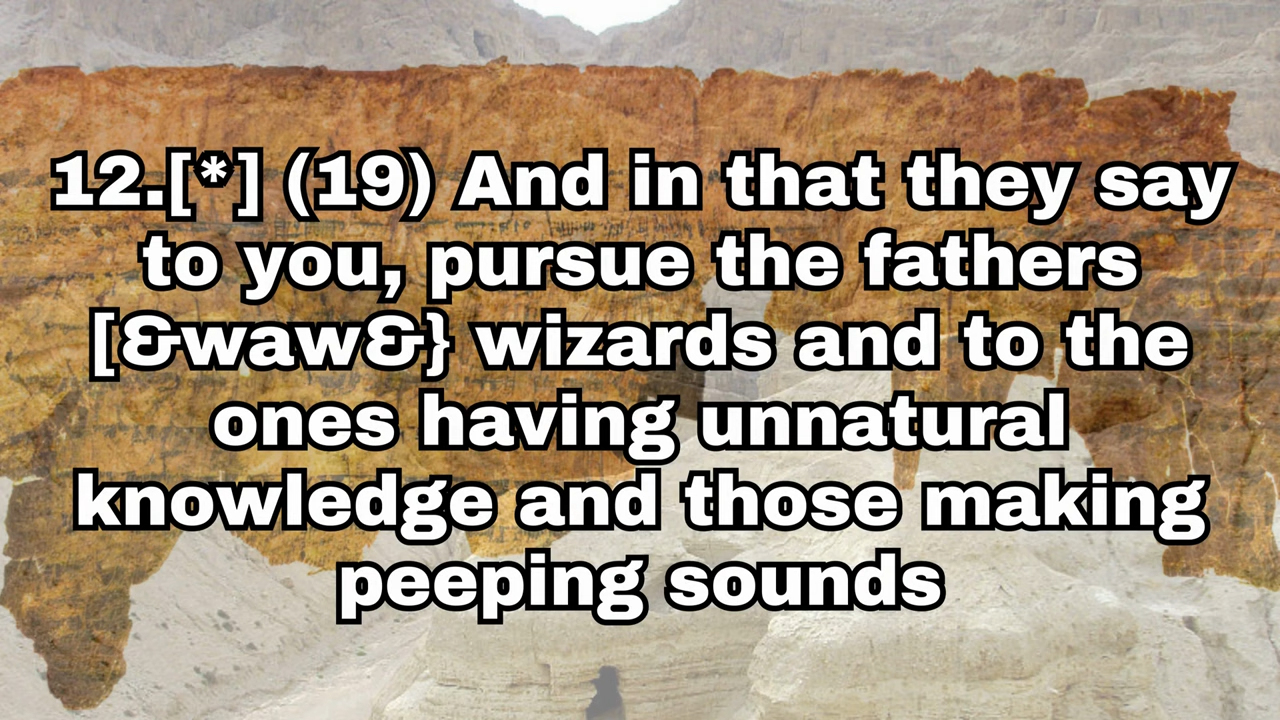 12.[*] (19) And in that they say
to you, pursue the fathers
[&waw&} wizards and to the
ones having unnatural
knowledge and those making
peeping sounds